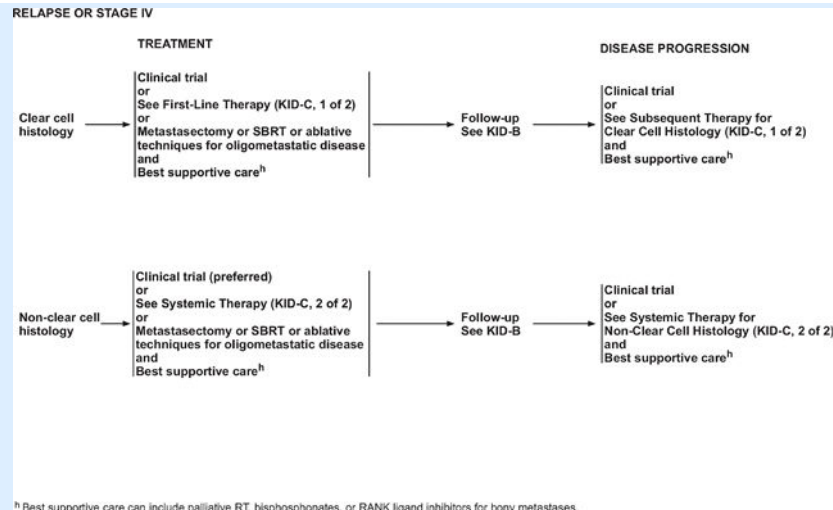 RELAPSE OR STAGE IV
TREATMENT
DISEASE PROGRESSION
Clear cell
histology
Clinical trial
or
See First-Line Therapy (KID-C, 1 of 2)
or
Metastasectomy or SBRT or ablative
techniques for oligometastatic disease
and
Best supportive careh
Follow-up
See KID-B
Clinical trial
or
See Subsequent Therapy for
Clear Cell Histology (KID-C, 1 of 2)
and
Best supportive careh
Non-clear cell
histology
Clinical trial (preferred)
or
See Systemic Therapy (KID-C, 2 of 2)
or
Metastasectomy or SBRT or ablative
techniques for oligometastatic disease
and
Best supportive careh
Follow-up
See KID-B
Clinical trial
or
See Systemic Therapy for
Non-Clear Cell Histology (KID-C, 2 of 2)
and
Best supportive careh
h Best supportive care can include palliative RT, bisphosphonates, or RANK ligand inhibitors for bony metastases.